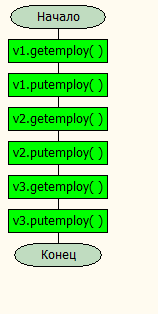 Начало
v1.getemploy( )
v1.putemploy( )
v2.getemploy( )
v2.putemploy( )
v3.getemploy( )
v3.putemploy( )
Конец